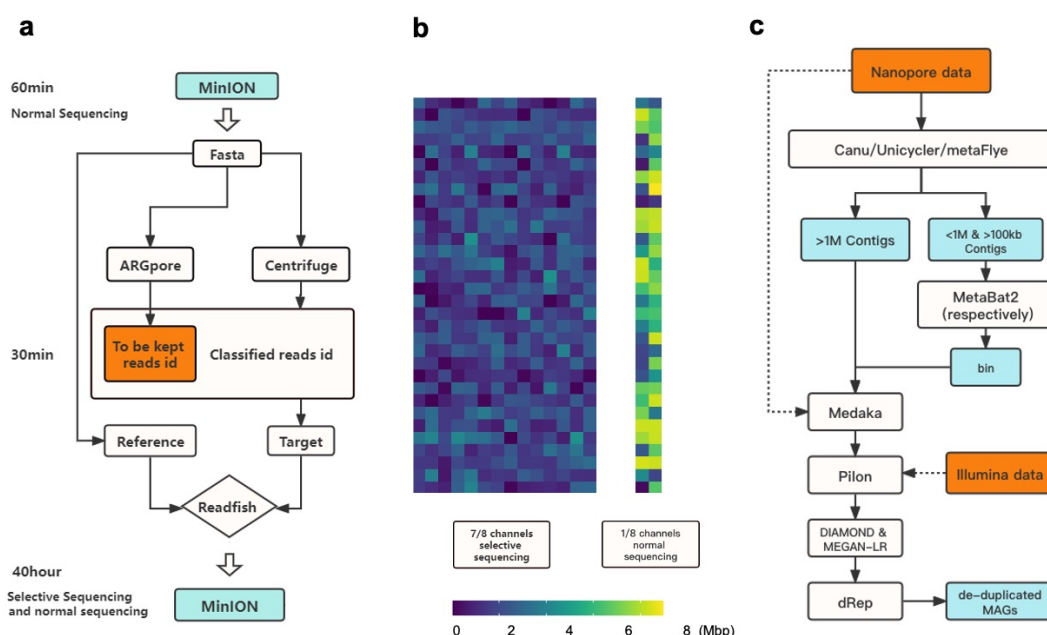 a
60min
MinION
Normal Sequencing
Fasta
ARGpore
Centrifuge
To be kept
reads id
Classified reads id
30min
Reference
Target
Readfish
40hour
Selective Sequencing
and normal sequencing
MinION
b
7/8 channels
selective
sequencing
1/8 channels
normal
sequencing
0 2 4 6 8 (Mbp)
c
Nanopore data
Canu/Unicycler/metaFlye
>1M Contigs
<1M & >100kb
Contigs
MetaBat2
(respectively)
bin
Medaka
Pilon
Illumina data
DIAMOND &
MEGAN-LR
dRep
de-duplicated
MAGs